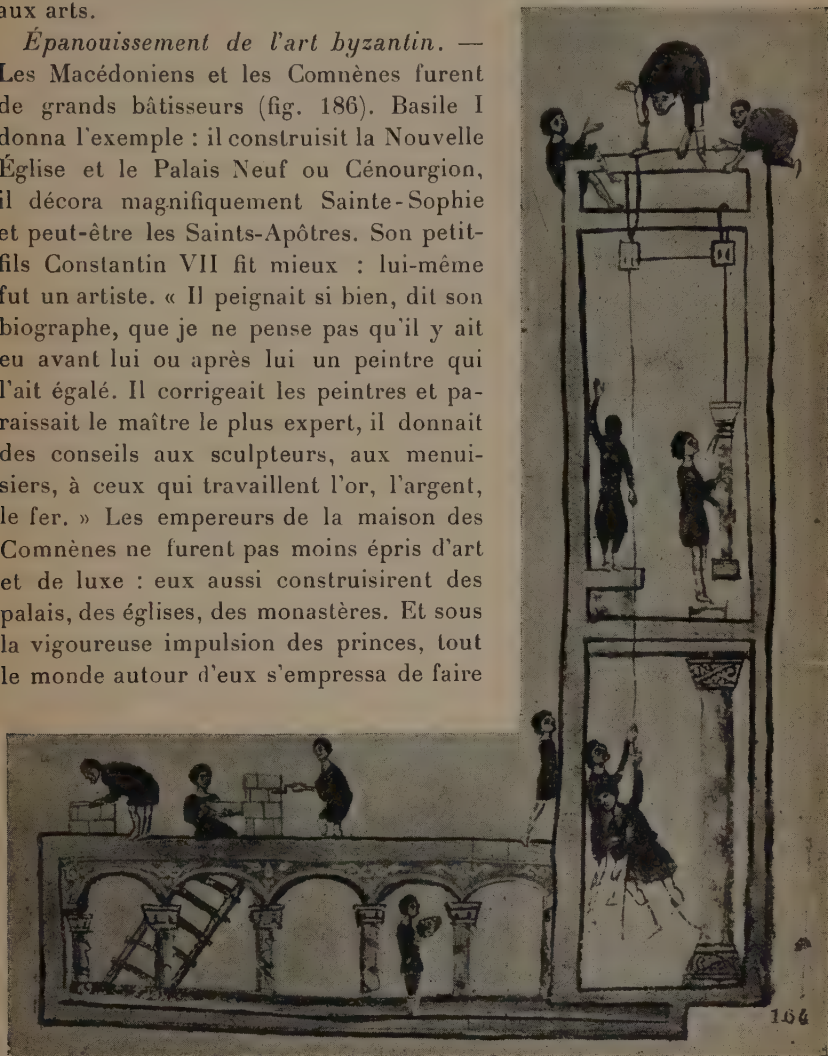 aux arts.
Épanouissement de l'art byzantin. —
Les Macédoniens et les Comnènes furent
de grands bâtisseurs (fig. 186). Basile I
donna l'exemple : il construisit la Nouvelle
Église et le Palais Neuf ou Cénourgion,
il décora magnifiquement Sainte-Sophie
et peut-être les Saints-Apôtres. Son petit-
fils Constantin VII fit mieux : lui-même
fut un artiste. « Il peignait si bien, dit son
biographe, que je ne pense pas qu'il y ait
eu avant lui ou après lui un peintre qui
l'ait égalé. Il corrigeait les peintres et pa-
raissait le maître le plus expert, il donnait
des conseils aux sculpteurs, aux menui-
siers, à ceux qui travaillent l'or, l'argent,
le fer. » Les empereurs de la maison des
Comnènes ne furent pas moins épris d'art
et de luxe : eux aussi construisirent des
palais, des églises, des monastères. Et sous
la vigoureuse impulsion des princes, tout
le monde autour d'eux s'empressa de faire
164